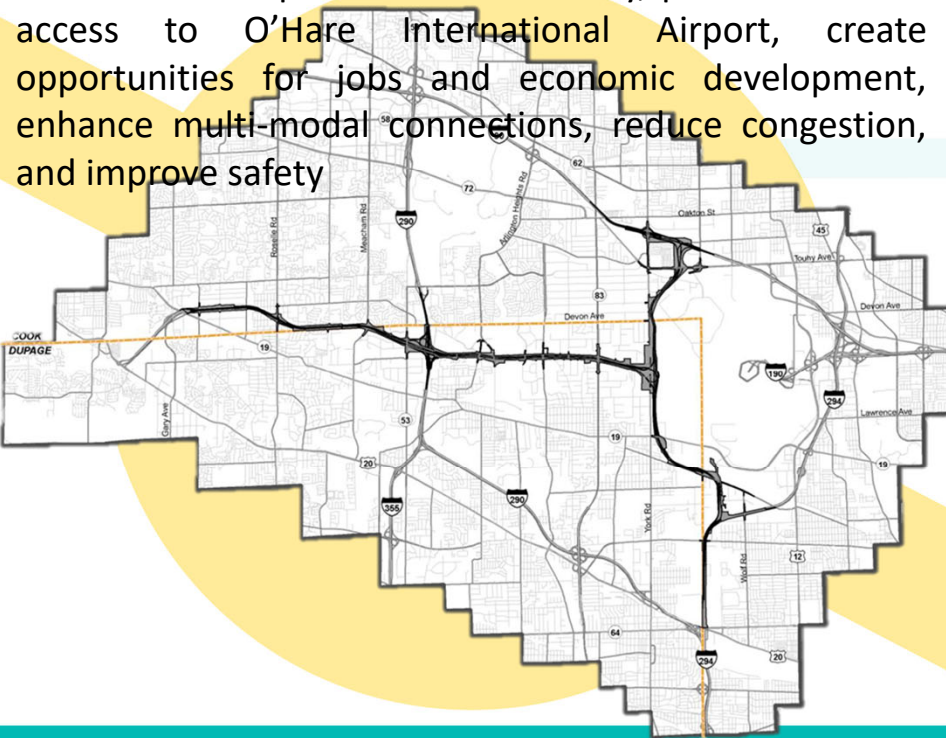 access to O’Hare International Airport, create
opportunities for jobs and economic development,
enhance multi-modal connections, reduce congestion,
and improve safety
58
62
72
Arlington Heights Rd
Oakton St
Roselle Rd
Meacham Rd
290
45
Touhy Ave
83
Devon Ave
Devon Ave
COOK
DUPAGE
19
190
294
Lawrence Ave
Gary Ave
53
19
19
20
355
290
York Rd
12
Wolf Rd
64
294
20